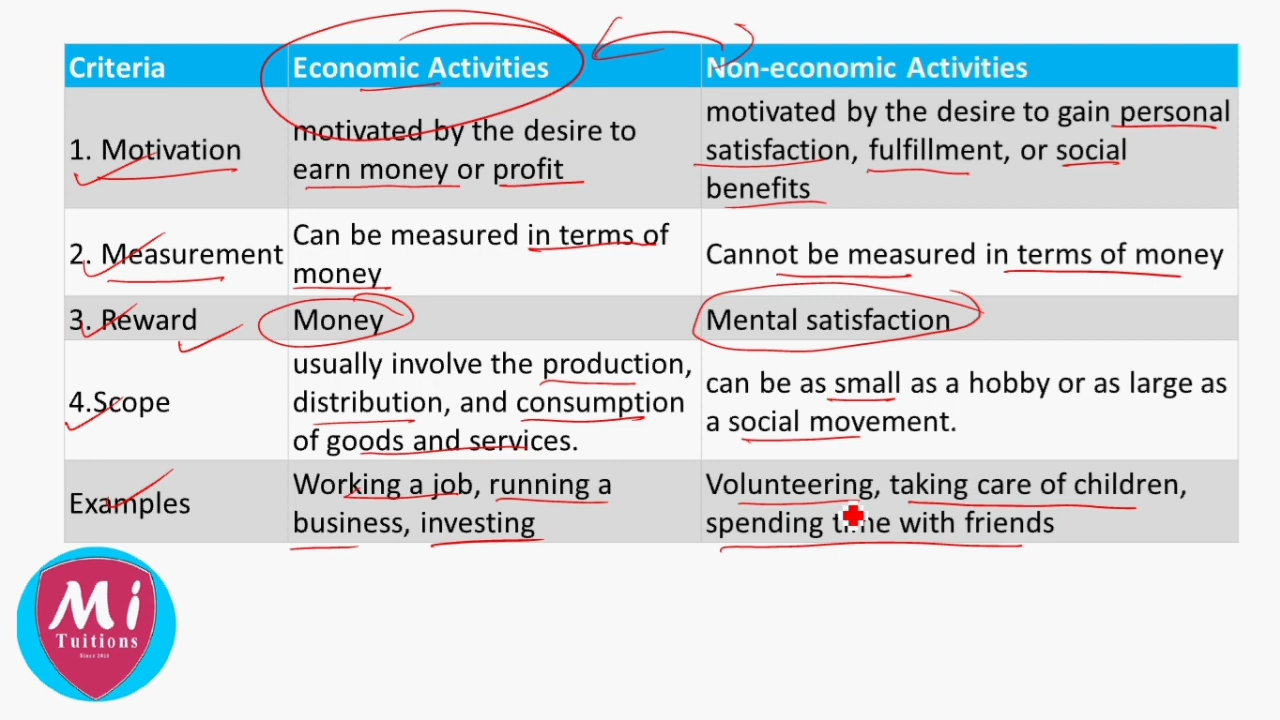 Criteria Economic Activities Non-economic Activities
1. Motivation
motivated by the desire to
earn money or profit
motivated by the desire to gain personal
satisfaction, fulfillment, or social
benefits
2. Measurement
Can be measured in terms of
money
Cannot be measured in terms of money
3. Reward Money Mental satisfaction
4.Scope
usually involve the production,
distribution, and consumption
of goods and services.
can be as small as a hobby or as large as
a social movement.
Examples
Working a job, running a
business, investing
Volunteering, taking care of children,
spending time with friends
Mi
Tuitions
Since 2011